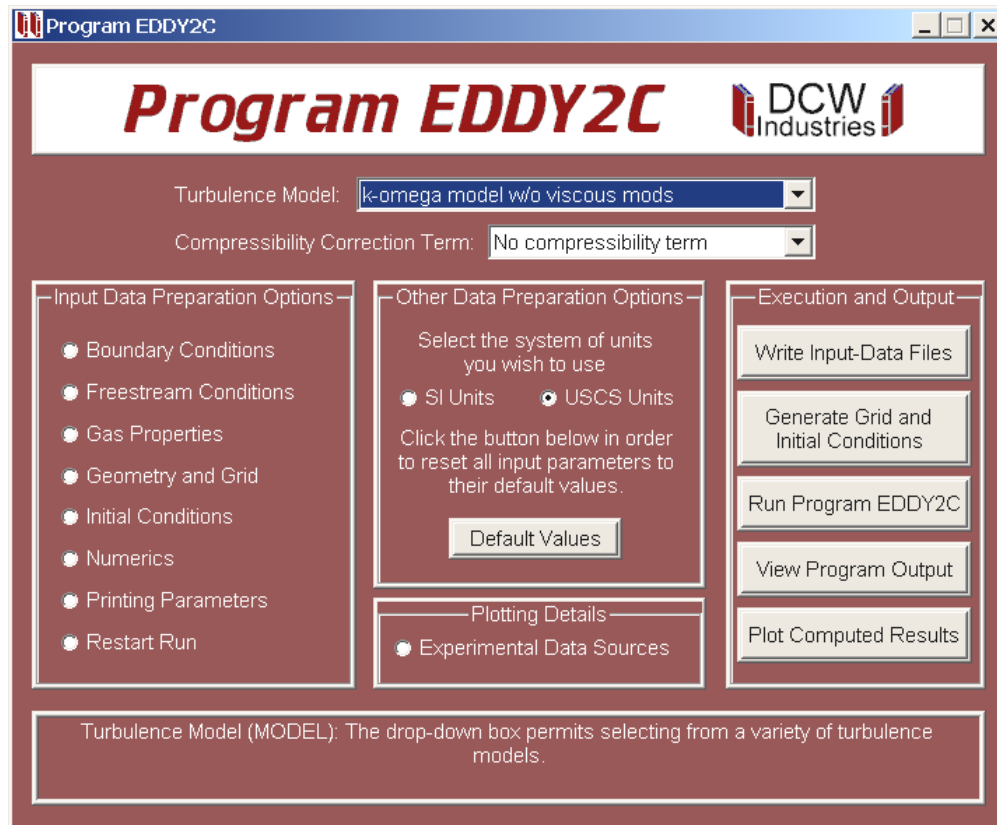 Program EDDY2C
Program EDDY2C
DCW
Industries
Turbulence Model: k-omega model w/o viscous mods
Compressibility Correction Term: No compressibility term
Input Data Preparation Options
Boundary Conditions
Freestream Conditions
Gas Properties
Geometry and Grid
Initial Conditions
Numerics
Printing Parameters
Restart Run
Other Data Preparation Options
Select the system of units
you wish to use
SI Units USCS Units
Click the button below in order
to reset all input parameters to
their default values.
Default Values
Plotting Details
Experimental Data Sources
Execution and Output
Write Input-Data Files
Generate Grid and
Initial Conditions
Run Program EDDY2C
View Program Output
Plot Computed Results
Turbulence Model (MODEL): The drop-down box permits selecting from a variety of turbulence
models.